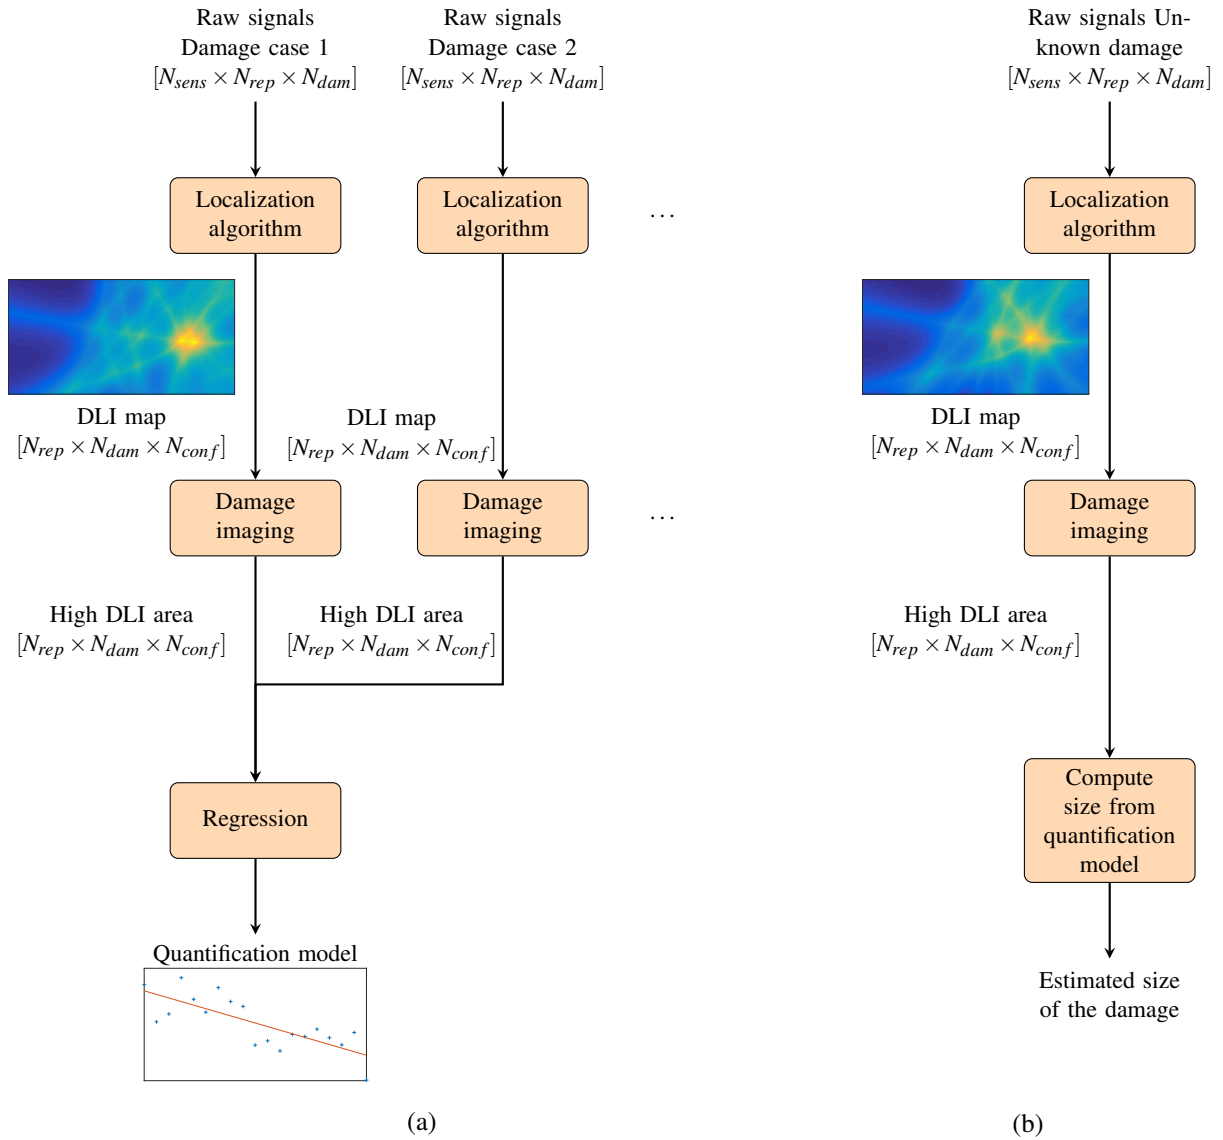 Raw signals
Damage case 1
[N_sens × N_rep × N_dam]
Raw signals
Damage case 2
[N_sens × N_rep × N_dam]
Localization
algorithm
Localization
algorithm
...
DLI map
[N_rep × N_dam × N_conf]
DLI map
[N_rep × N_dam × N_conf]
Damage
imaging
Damage
imaging
...
High DLI area
[N_rep × N_dam × N_conf]
High DLI area
[N_rep × N_dam × N_conf]
Regression
Quantification model
(a)
Raw signals Un-
known damage
[N_sens × N_rep × N_dam]
Localization
algorithm
DLI map
[N_rep × N_dam × N_conf]
Damage
imaging
High DLI area
[N_rep × N_dam × N_conf]
Compute
size from
quantification
model
Estimated size
of the damage
(b)